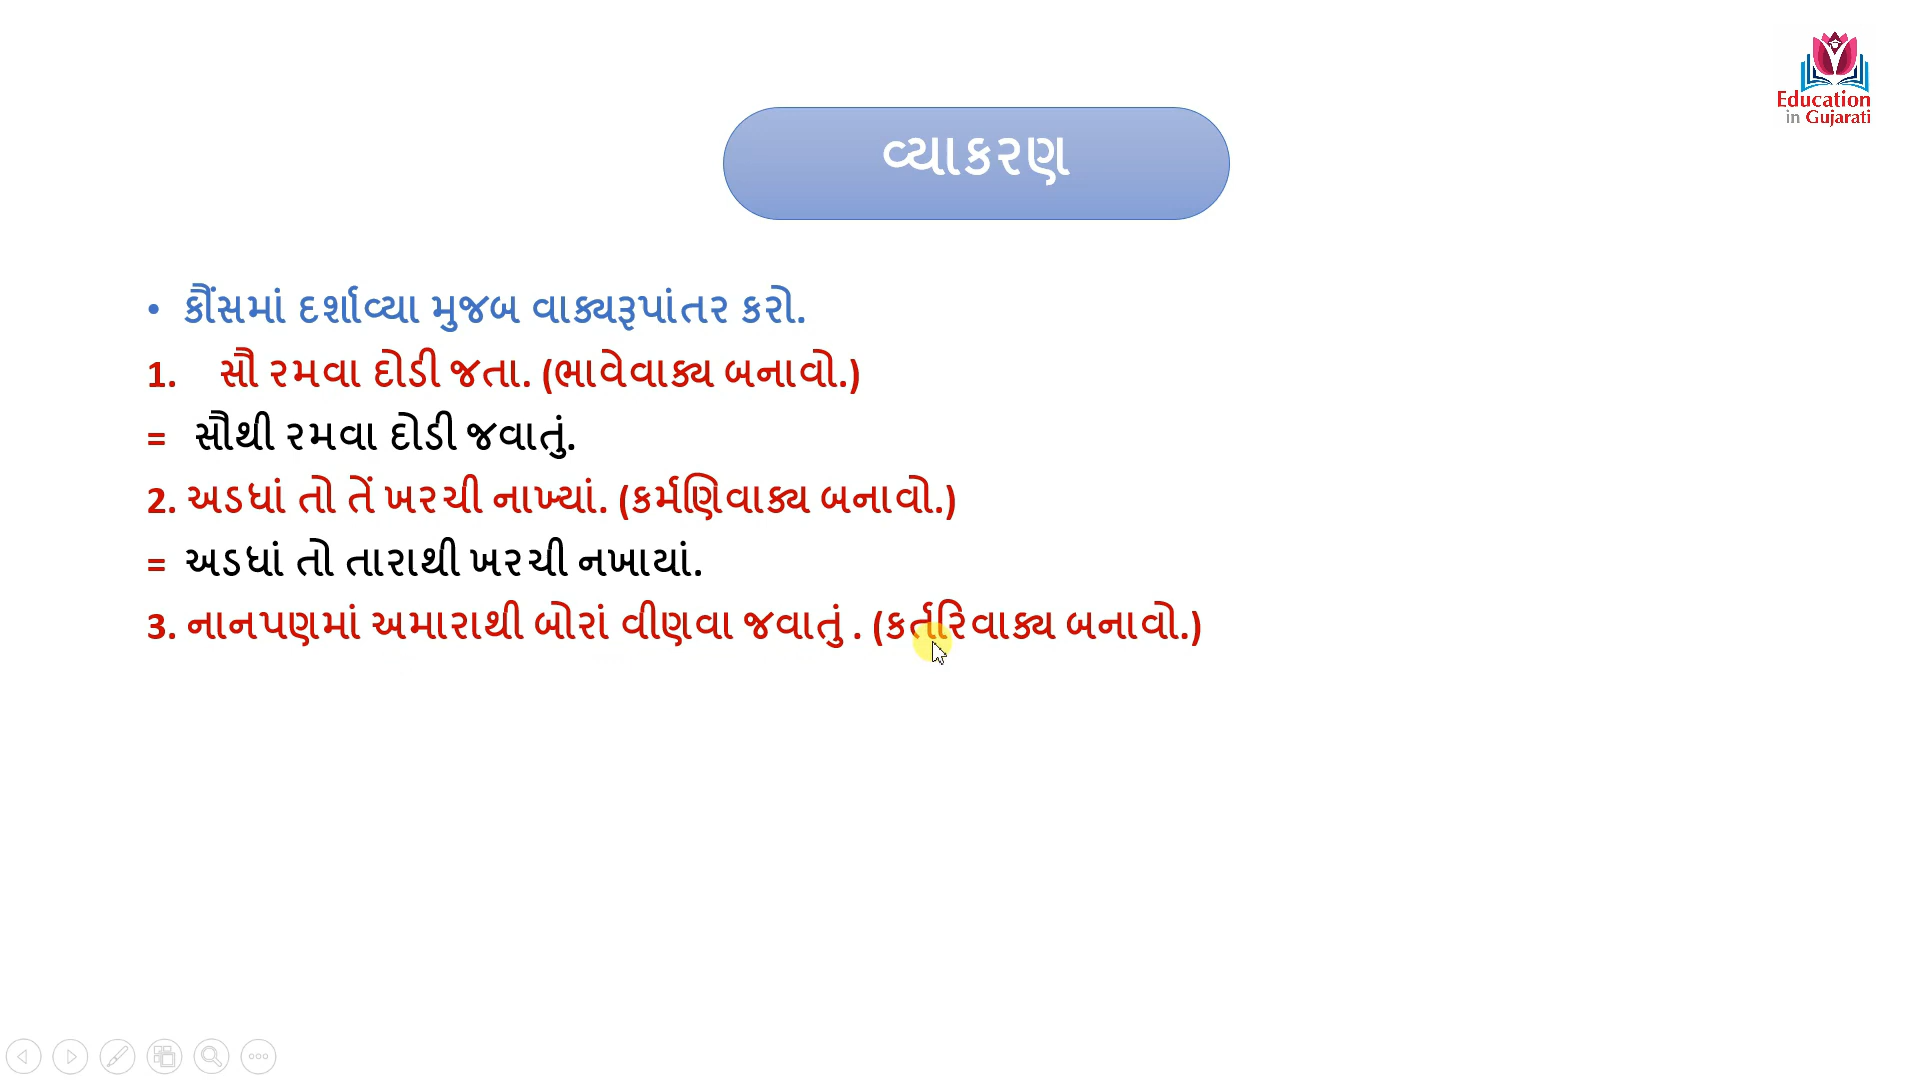 Education
in Gujarati
વ્યાકરણ
• કૌંસમાં દર્શાવ્યા મુજબ વાક્યરૂપાંતર કરો.
1. સૌ રમવા દોડી જતા. (ભાવેવાક્ય બનાવો.)
= સૌથી રમવા દોડી જવાતું.
2. અડધાં તો તેં ખરચી નાખ્યાં. (કર્મણિવાક્ય બનાવો.)
= અડધાં તો તારાથી ખરચી નખાયાં.
3. નાનપણમાં અમારાથી બોરાં વીણવા જવાતું . (કર્તારિવાક્ય બનાવો.)